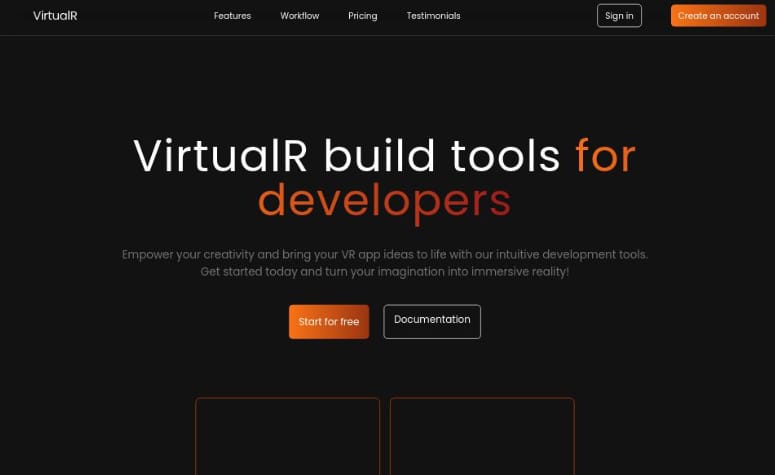 VirtualR
Features
Workflow
Pricing
Testimonials
Sign in
Create an account
VirtualR build tools for
developers
Empower your creativity and bring your VR app ideas to life with our intuitive development tools.
Get started today and turn your imagination into immersive reality!
Start for free
Documentation